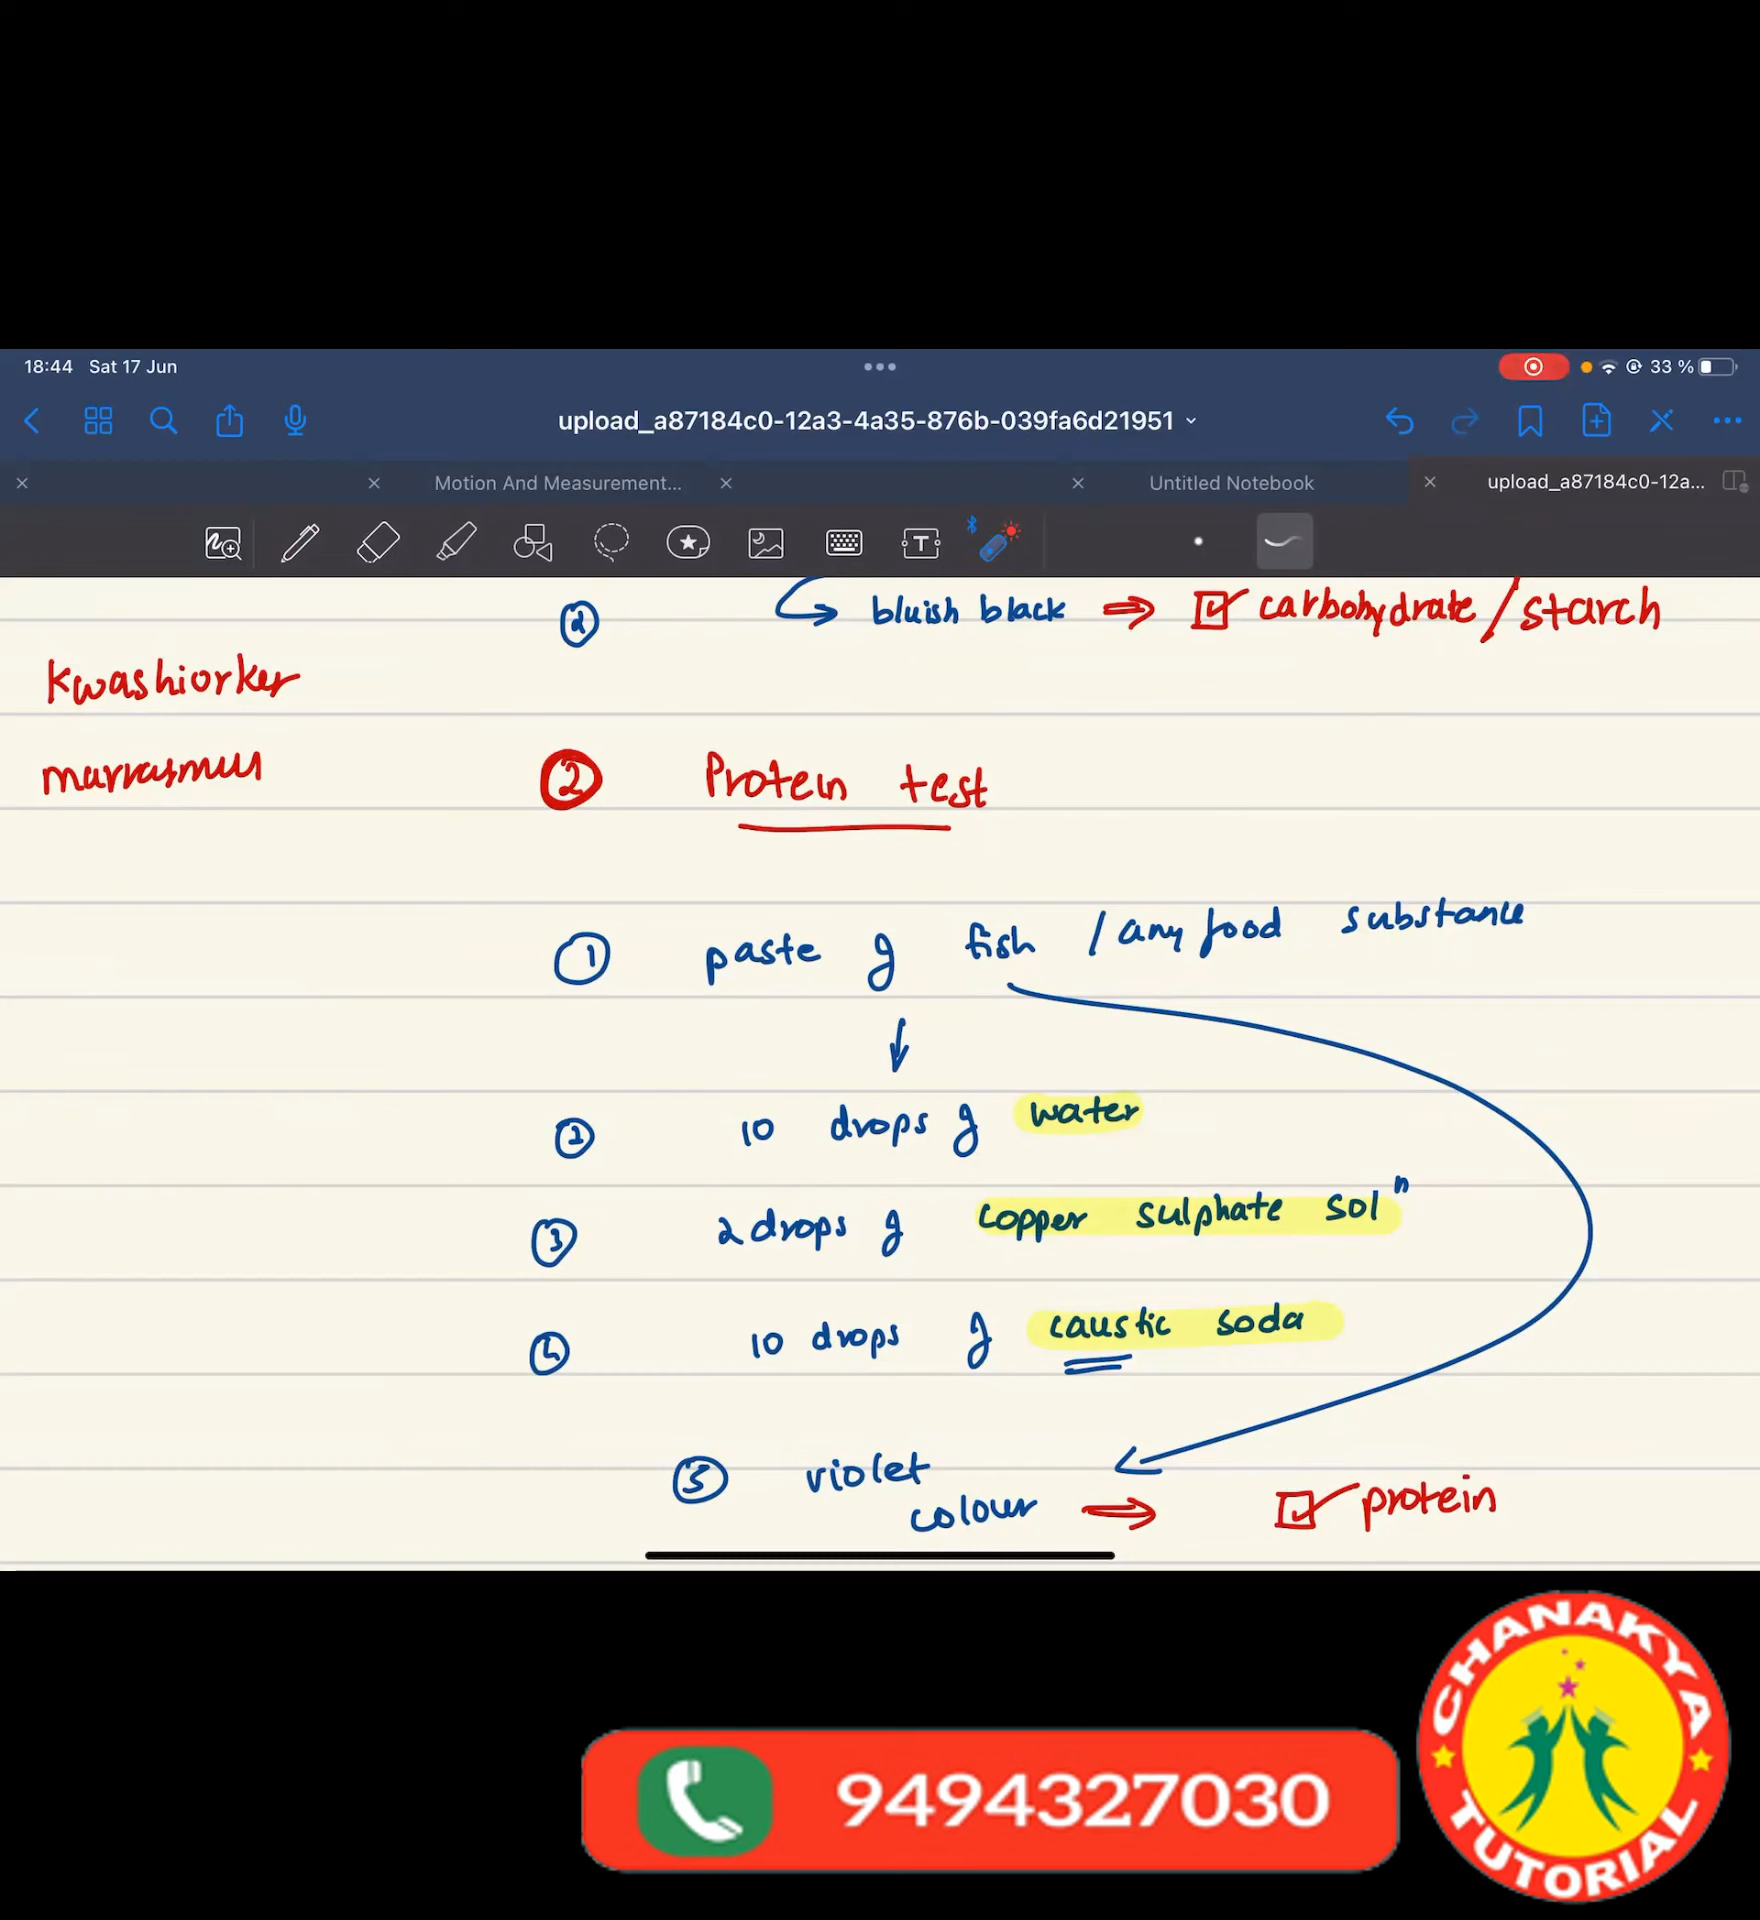 18:44 Sat 17 Jun
33 %
upload_a87184c0-12a3-4a35-876b-039fa6d21951
Motion And Measurement...
Untitled Notebook
upload_a87184c0-12a...
② bluish black ⇒ ☑ carbohydrate/starch
Kwashiorker
② Protein test
① paste of fish / any food substance
② 10 drops of water
③ 2 drops of copper sulphate solⁿ
④ 10 drops of caustic soda
⑤ violet
colour ⇒ ☑ protein
9494327030
CHANAKYA
TUTORIAL